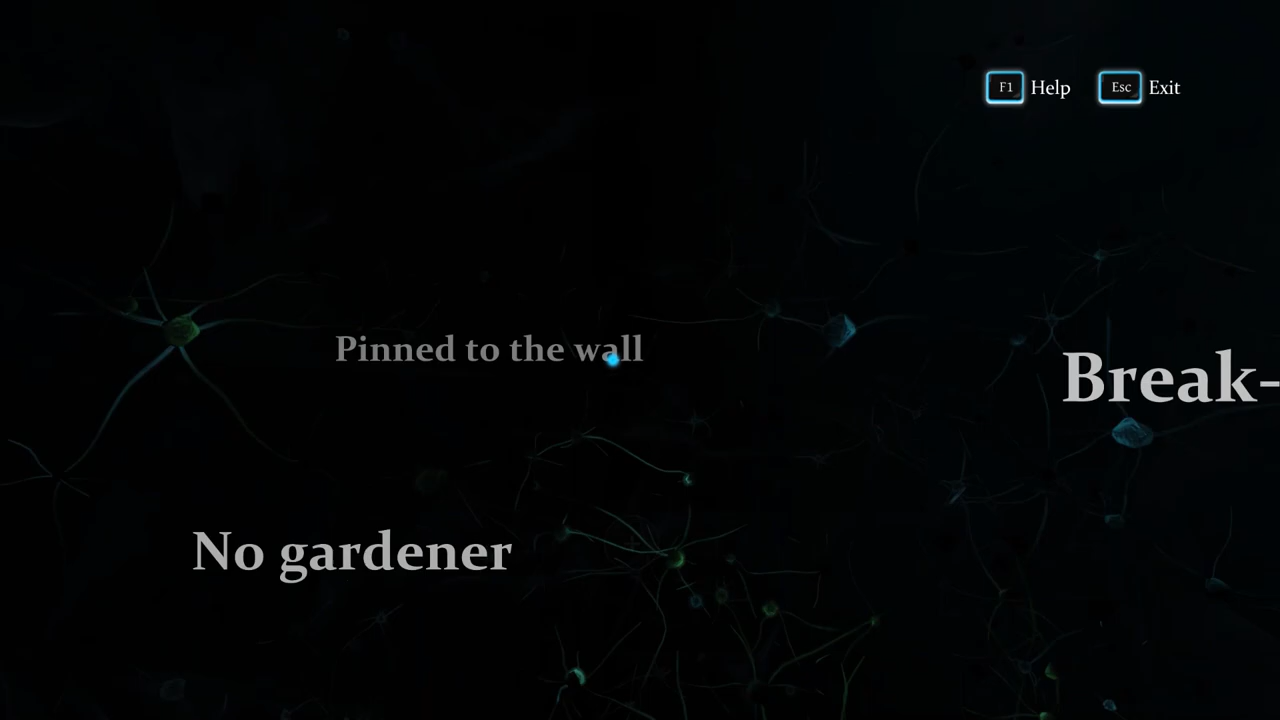 F1 Help Esc Exit
Pinned to the wall
Break-
No gardener